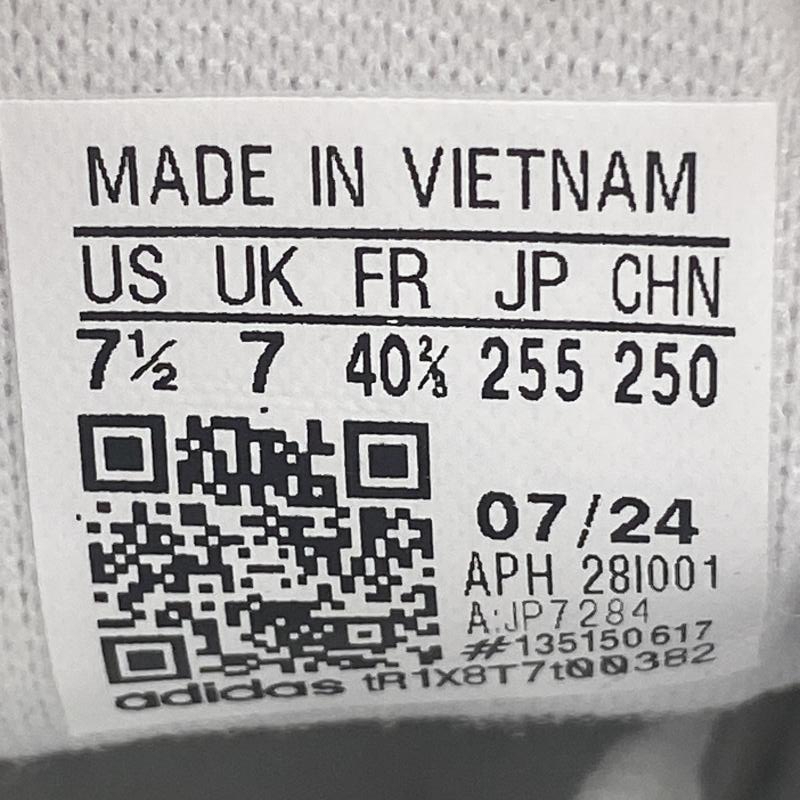 MADE IN VIETNAM
US UK FR JP CHN
7½ 7 40⅔ 255 250
07/24
APH 28I001
A:JP7284
#135150617
adidas tR1X8T7t00382